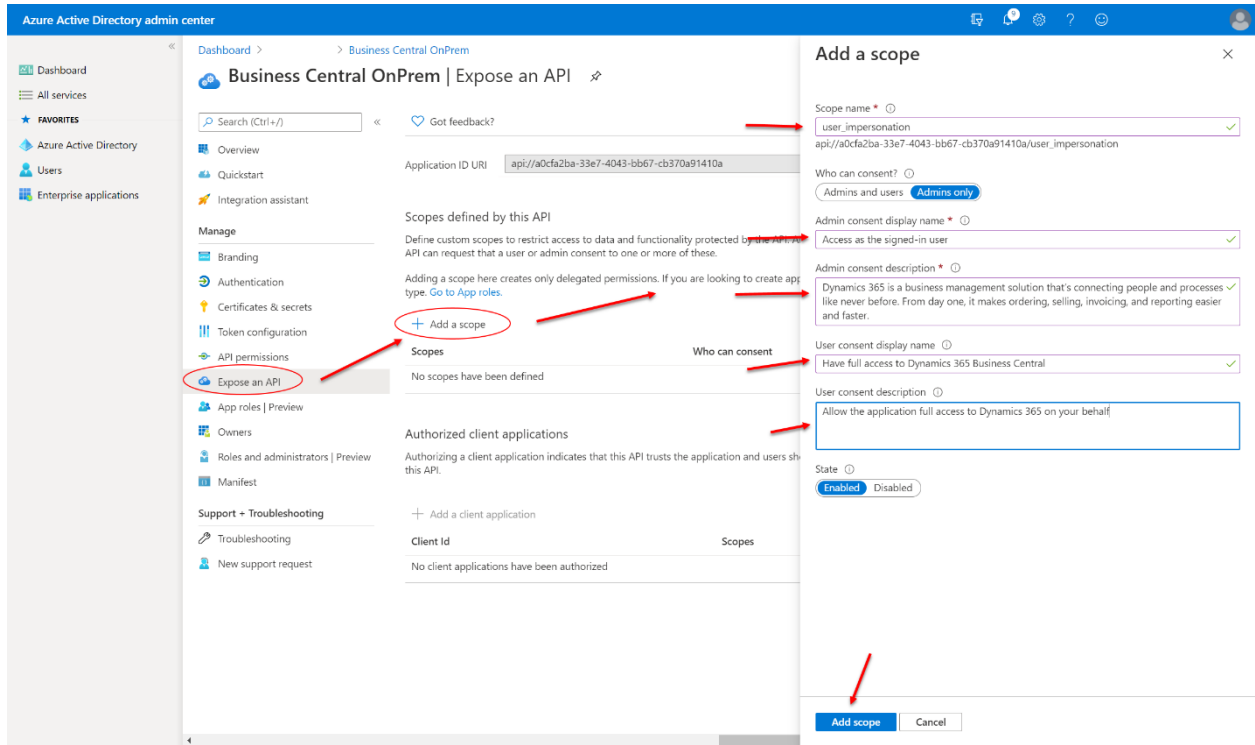 Azure Active Directory admin center
9
Dashboard > > Business Central OnPrem
Business Central OnPrem | Expose an API
Dashboard
All services
FAVORITES
Azure Active Directory
Users
Enterprise applications
Search (Ctrl+/)
Overview
Quickstart
Integration assistant
Manage
Branding
Authentication
Certificates & secrets
Token configuration
API permissions
Expose an API
App roles | Preview
Owners
Roles and administrators | Preview
Manifest
Support + Troubleshooting
Troubleshooting
New support request
Got feedback?
Application ID URI api://a0cfa2ba-33e7-4043-bb67-cb370a91410a
Scopes defined by this API
Define custom scopes to restrict access to data and functionality protected by the API. A
API can request that a user or admin consent to one or more of these.
Adding a scope here creates only delegated permissions. If you are looking to create app
type. Go to App roles.
+ Add a scope
Scopes Who can consent
No scopes have been defined
Authorized client applications
Authorizing a client application indicates that this API trusts the application and users sh
this API.
+ Add a client application
Client Id Scopes
No client applications have been authorized
Add a scope
Scope name *
user_impersonation
api://a0cfa2ba-33e7-4043-bb67-cb370a91410a/user_impersonation
Who can consent?
Admins and users Admins only
Admin consent display name *
Access as the signed-in user
Admin consent description *
Dynamics 365 is a business management solution that's connecting people and processes
like never before. From day one, it makes ordering, selling, invoicing, and reporting easier
and faster.
User consent display name
Have full access to Dynamics 365 Business Central
User consent description
Allow the application full access to Dynamics 365 on your behalf
State
Enabled Disabled
Add scope Cancel